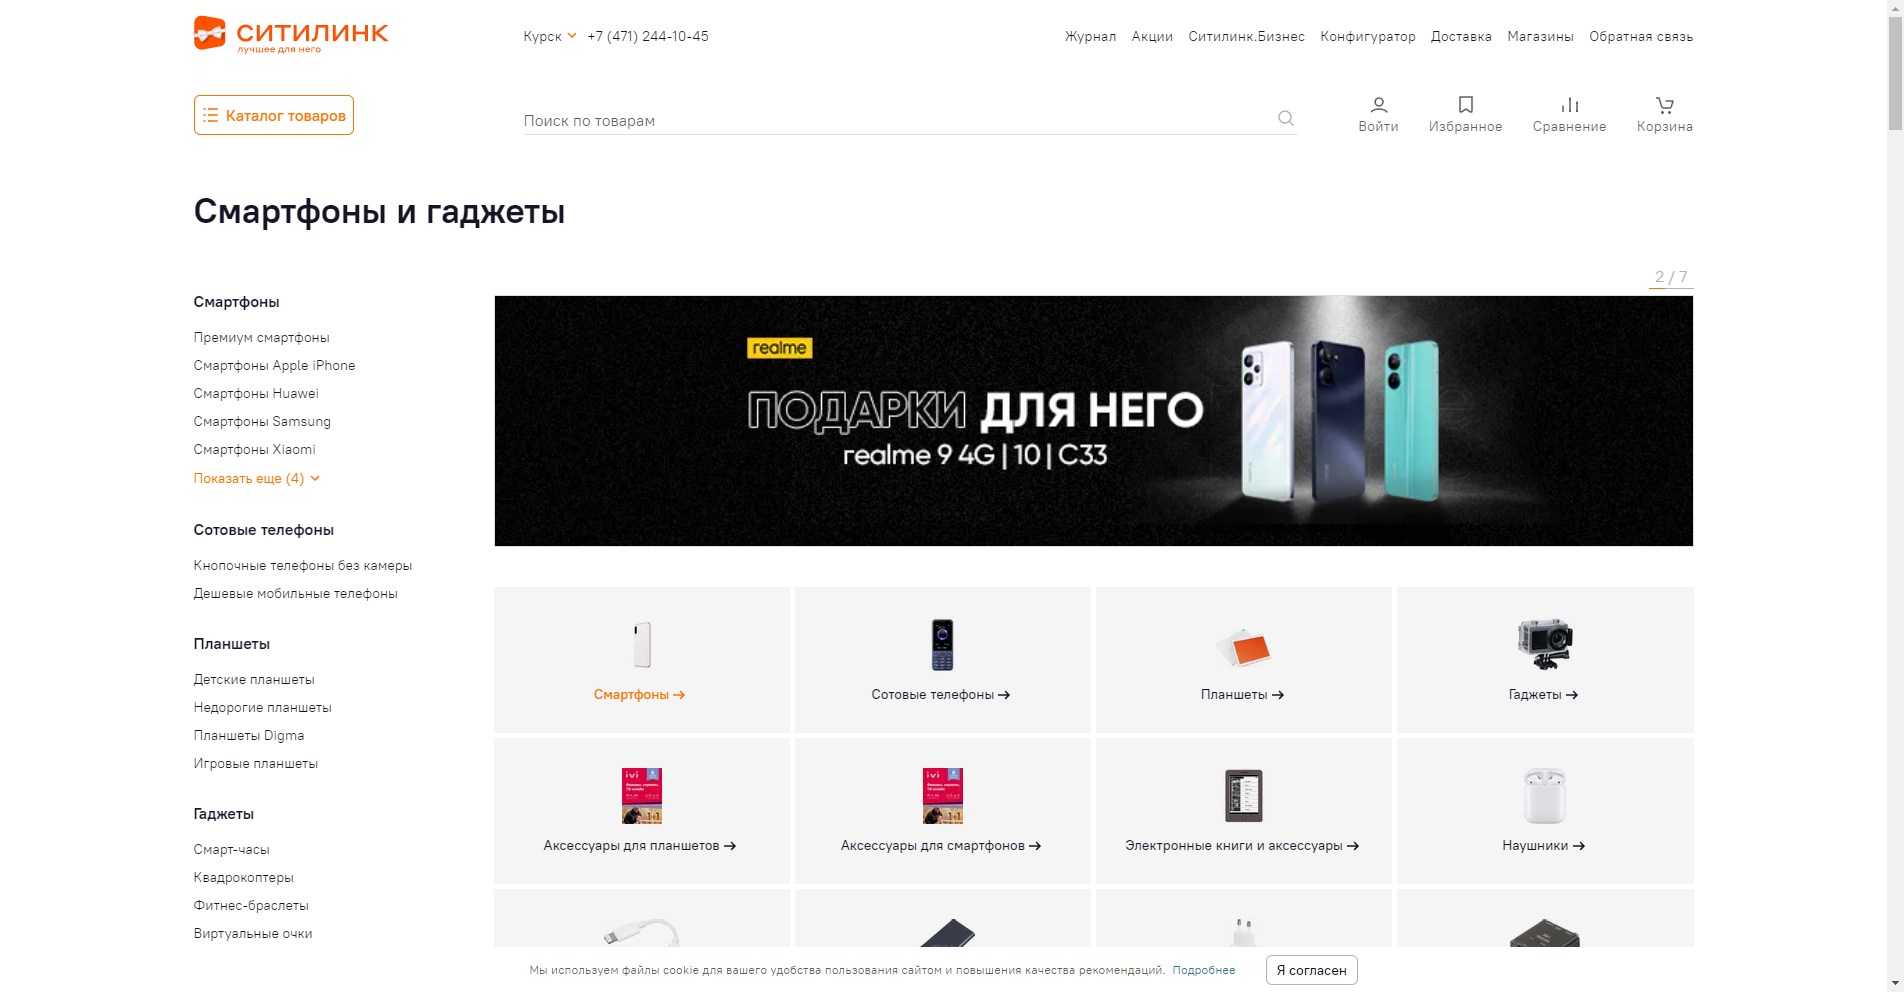 СИТИЛИНК
лучшее для него
Курск
+7 (471) 244-10-45
Журнал Акции Ситилинк.Бизнес Конфигуратор Доставка Магазины Обратная связь
Каталог товаров
Поиск по товарам
Войти Избранное Сравнение Корзина
Смартфоны и гаджеты
2 / 7
Смартфоны
Премиум смартфоны
Смартфоны Apple iPhone
Смартфоны Huawei
Смартфоны Samsung
Смартфоны Xiaomi
Показать еще (4)
Сотовые телефоны
Кнопочные телефоны без камеры
Дешевые мобильные телефоны
Планшеты
Детские планшеты
Недорогие планшеты
Планшеты Digma
Игровые планшеты
Гаджеты
Смарт-часы
Квадрокоптеры
Фитнес-браслеты
Виртуальные очки
realme
ПОДАРКИ ДЛЯ НЕГО
realme 9 4G | 10 | C33
Смартфоны
Сотовые телефоны
Планшеты
Гаджеты
ivi
ivi
Аксессуары для планшетов
Аксессуары для смартфонов
Электронные книги и аксессуары
Наушники
Мы используем файлы cookie для вашего удобства пользования сайтом и повышения качества рекомендаций. Подробнее
Я согласен